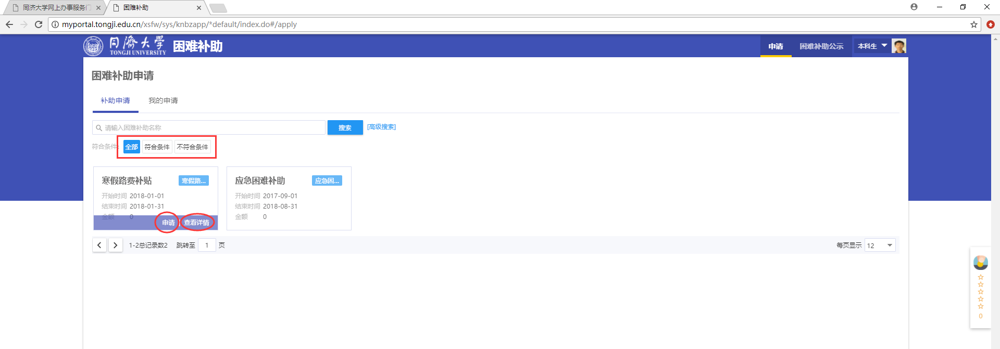 同济大学网上办事服务门
困难补助
myportal.tongji.edu.cn/xsfw/sys/knbzapp/*default/index.do#/apply
同濟大学
TONGJI UNIVERSITY
困难补助
申请
困难补助公示
本科生
困难补助申请
补助申请
我的申请
请输入困难补助名称
搜索
[高级搜索]
符合条件:
全部
符合条件
不符合条件
寒假路费补贴
寒假路...
开始时间 2018-01-01
结束时间 2018-01-31
金额 0
申请
查看详情
应急困难补助
应急困...
开始时间 2017-09-01
结束时间 2018-08-31
金额 0
1-2总记录数2
跳转至 1 页
每页显示 12
0